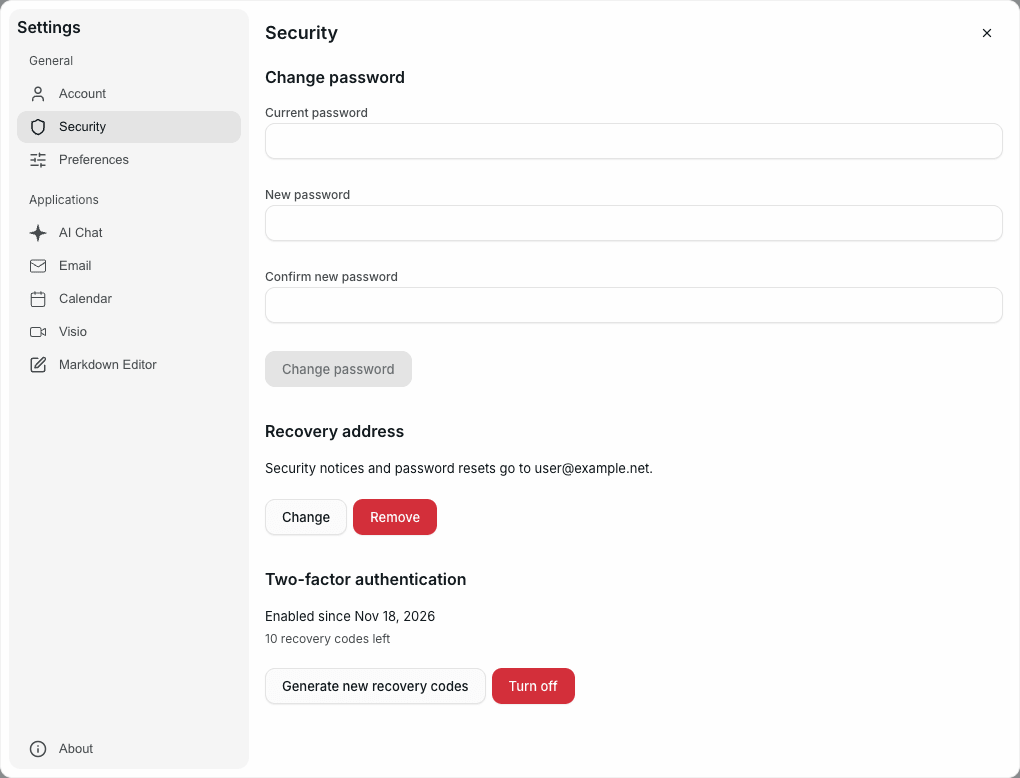 Settings
General
Account
Security
Preferences
Applications
AI Chat
Email
Calendar
Visio
Markdown Editor
About
Security
Change password
Current password
New password
Confirm new password
Change password
Recovery address
Security notices and password resets go to user@example.net.
Change Remove
Two-factor authentication
Enabled since Nov 18, 2026
10 recovery codes left
Generate new recovery codes Turn off